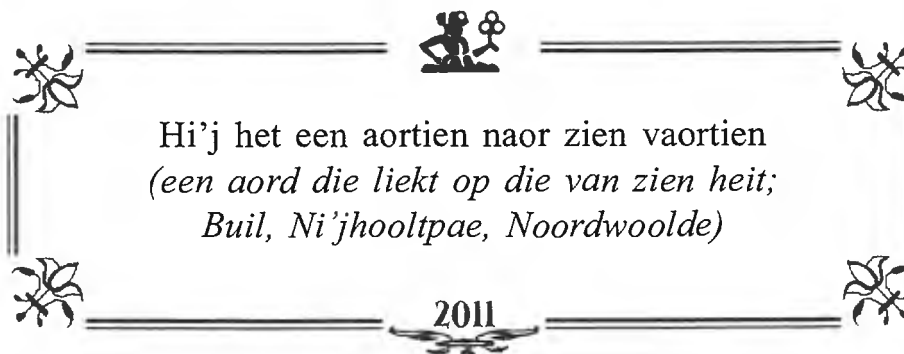 Hi'j het een aortien naor zien vaortien
(een aord die liekt op die van zien heit;
Buil, Ni'jhooltpae, Noordwoolde)
2011